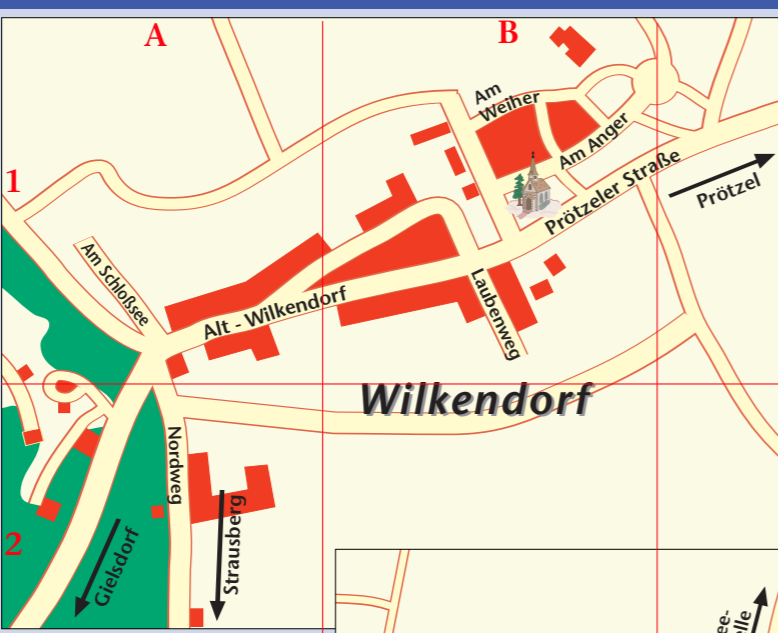 A
B
1
Am
Weiher
Am Anger
Prötzeler Straße
Prötzel
Am Schloßsee
Alt - Wilkendorf
Laubenweg
Wilkendorf
Nordweg
2
Gielsdorf
Strausberg